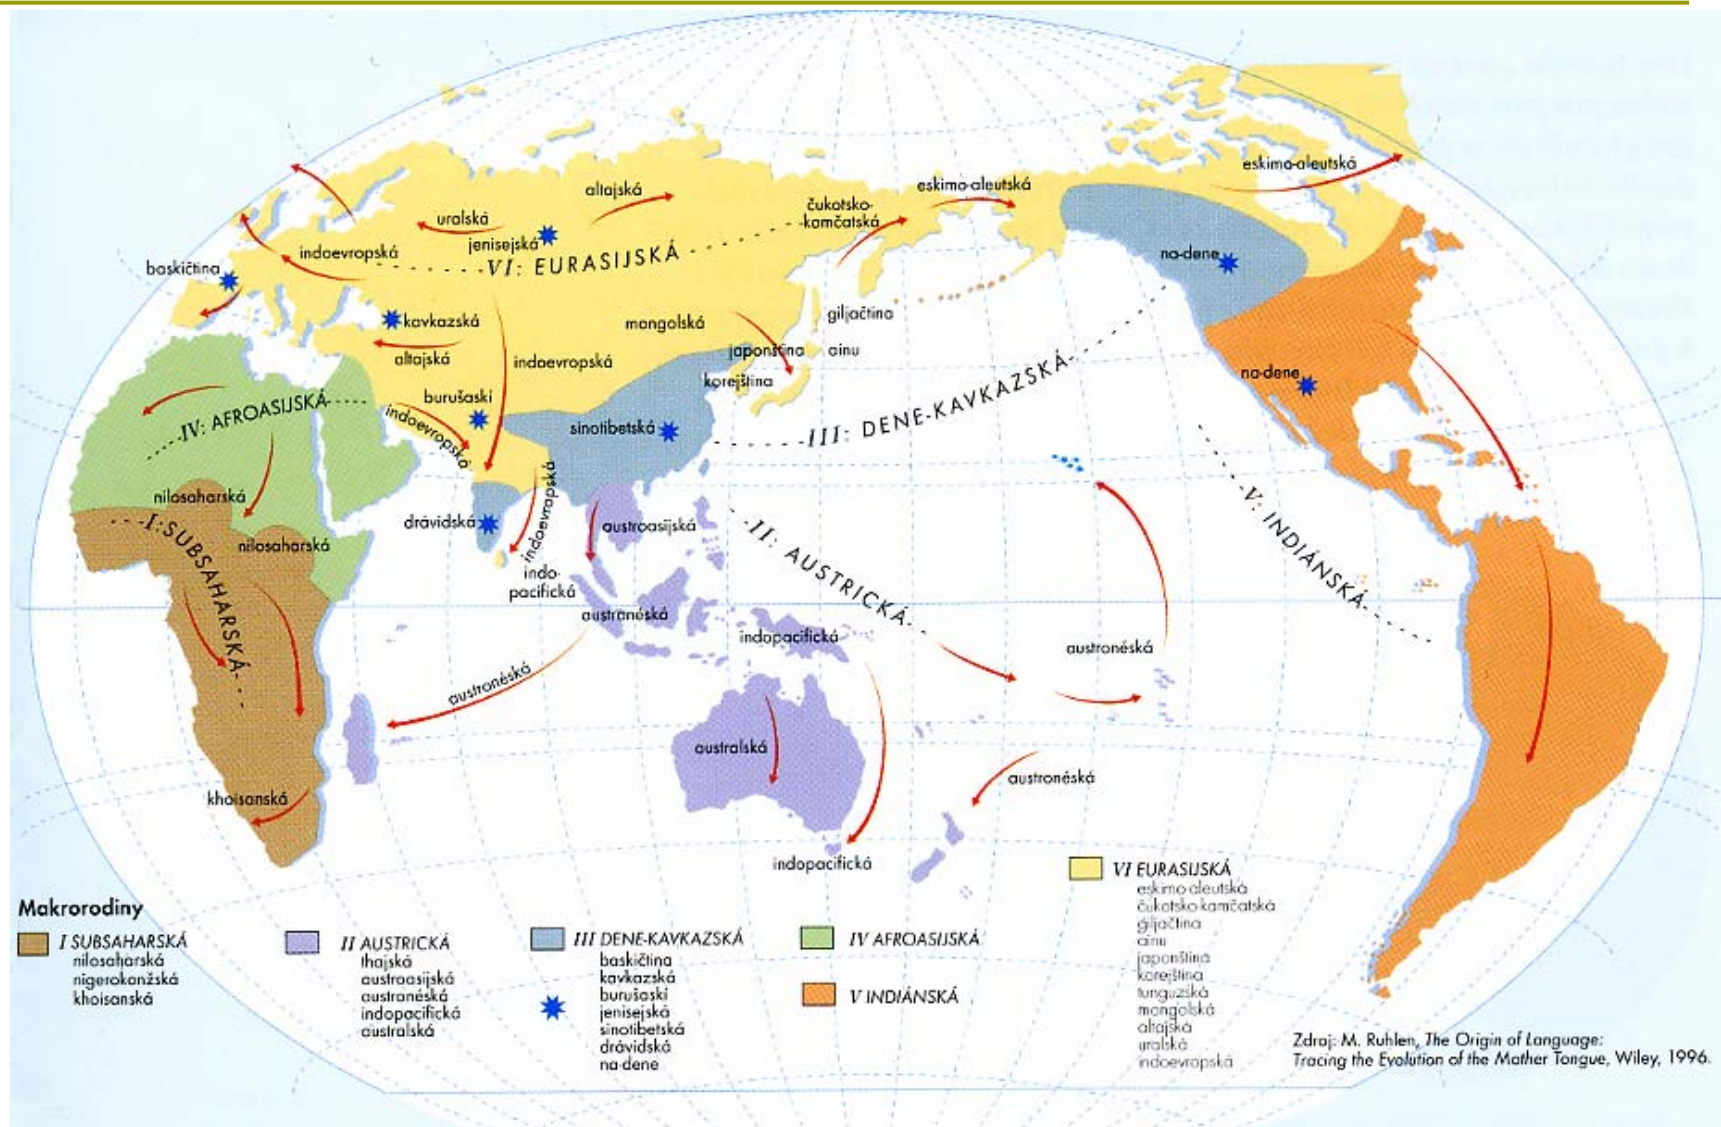 eskimo-aleutská
altajská
eskimo-aleutská
uralská
čukotsko-
kamčatská
jenisejská
indoevropská
VI: EURASIJSKÁ
na-dene
baskičtina
giljačtina
kavkazská
mongolská
altajská
indoevropská
japonština
ainu
korejština
na-dene
burušaski
III: DENE-KAVKAZSKÁ
IV: AFROASIJSKÁ
indoevropská
sinotibetská
indoevropská
nilosaharská
drávidská
austroasijská
II: AUSTRICKÁ
V: INDIÁNSKÁ
I: SUBSAHARSKÁ
nilosaharská
indo-
pacifická
austronéská
indopacifická
austronéská
austronéská
australská
austronéská
khoisanská
indopacifická
Makrorodiny
I SUBSAHARSKÁ
nilosaharská
nigerokonžská
khoisanská
II AUSTRICKÁ
thajská
austroasijská
austronéská
indopacifická
australská
III DENE-KAVKAZSKÁ
baskičtina
kavkazská
burušaski
jenisejská
sinotibetská
drávidská
na-dene
IV AFROASIJSKÁ
V INDIÁNSKÁ
VI EURASIJSKÁ
eskimo-aleutská
čukotsko-kamčatská
giljačtina
ainu
japonština
korejština
tunguzská
mongolská
altajská
uralská
indoevropská
Zdroj: M. Ruhlen, The Origin of Language:
Tracing the Evolution of the Mother Tongue, Wiley, 1996.